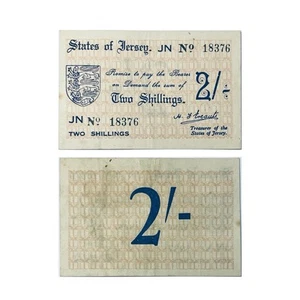 States of Jersey. JN Nº 18376
Promise to pay the Bearer
on Demand the sum of
2/-
Two Shillings.
JN Nº 18376
TWO SHILLINGS
Treasurer of the
States of Jersey.
2/-